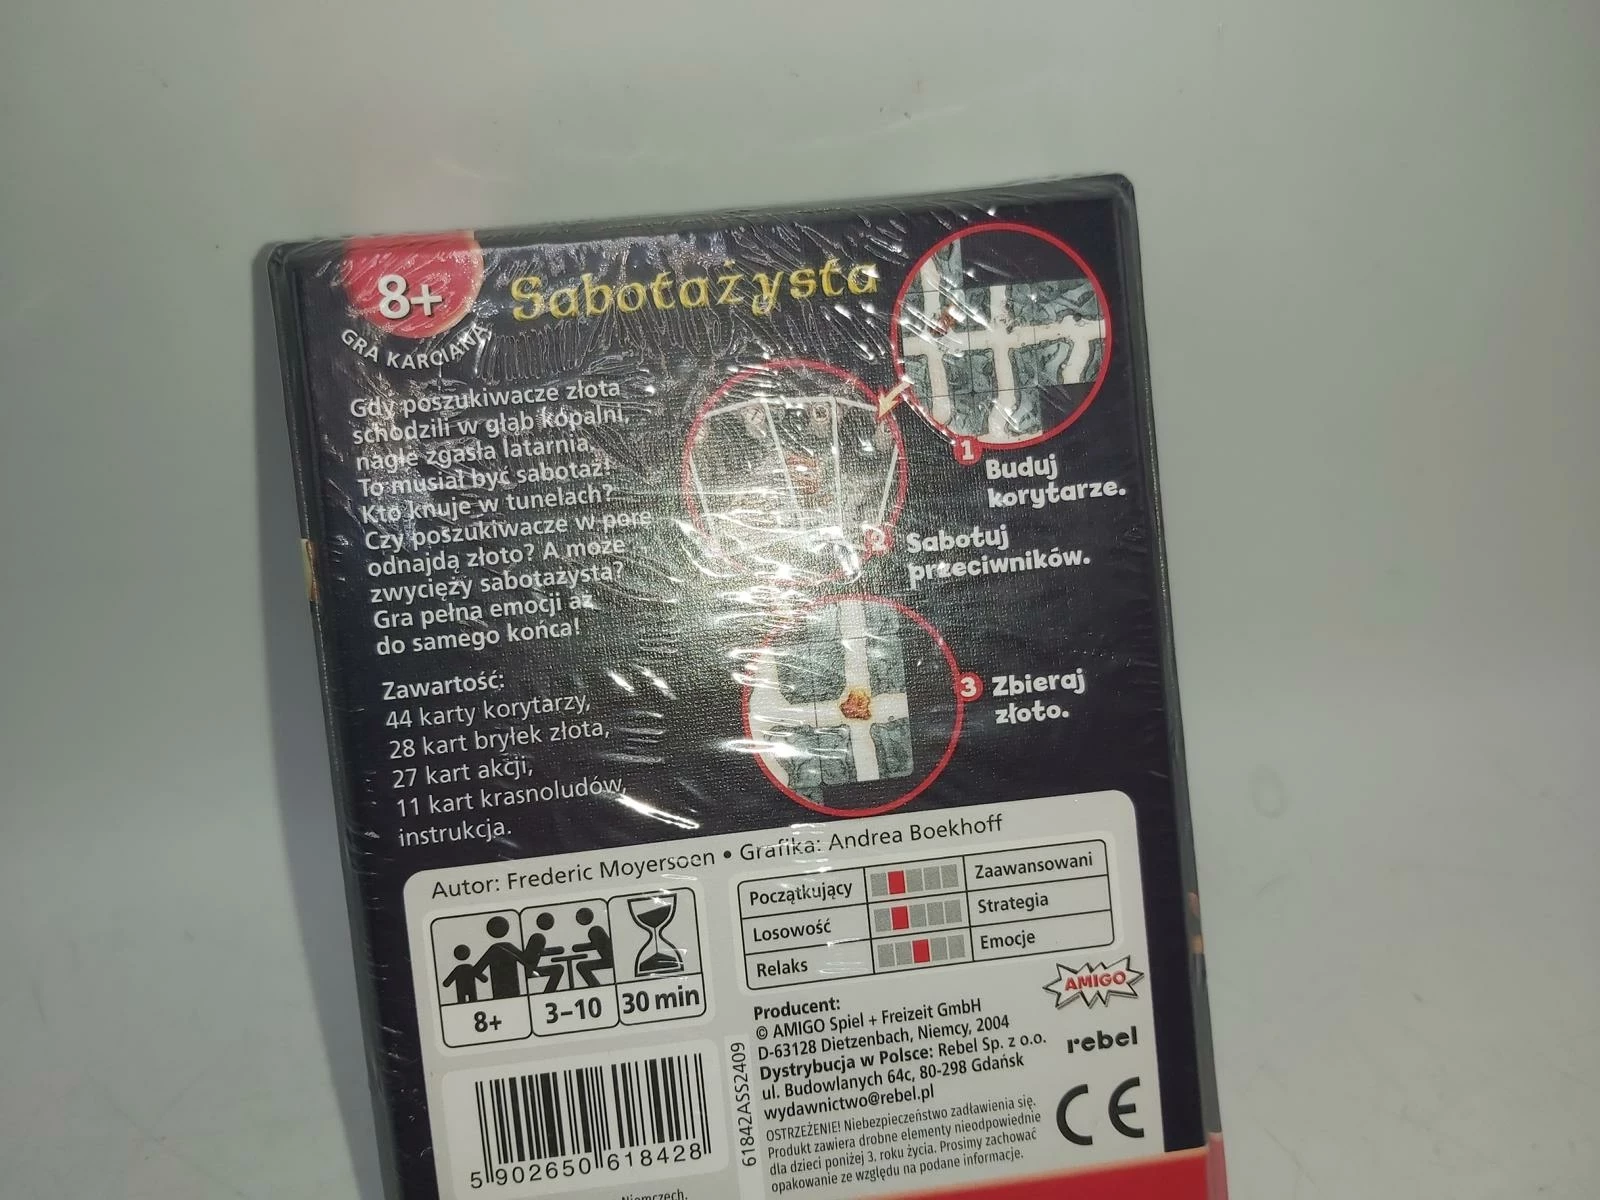 8+
GRA KARCIANA
Sabotażysta
Gdy poszukiwacze złota
schodzili w głąb kopalni,
nagle zgasła latarnia.
To musiał być sabotaż!
Kto knuje w tunelach?
Czy poszukiwacze w porę
odnajdą złoto? A może
zwycięży sabotażysta?
Gra pełna emocji aż
do samego końca!
1
Buduj
korytarze.
2
Sabotuj
przeciwników.
3
Zbieraj
złoto.
Zawartość:
44 karty korytarzy,
28 kart bryłek złota,
27 kart akcji,
11 kart krasnoludów,
instrukcja.
Autor: Frederic Moyersoen • Grafika: Andrea Boekhoff
8+
3–10
30 min
Początkujący Zaawansowani
Losowość Strategia
Relaks Emocje
AMIGO
rebel
Producent:
© AMIGO Spiel + Freizeit GmbH
D-63128 Dietzenbach, Niemcy, 2004
Dystrybucja w Polsce: Rebel Sp. z o.o.
ul. Budowlanych 64c, 80-298 Gdańsk
wydawnictwo@rebel.pl
OSTRZEŻENIE! Niebezpieczeństwo zadławienia się.
Produkt zawiera drobne elementy nieodpowiednie
dla dzieci poniżej 3. roku życia. Prosimy zachować
opakowanie ze względu na podane informacje.
CE
61842ASS2409
5 902650 618428
Niemczech.